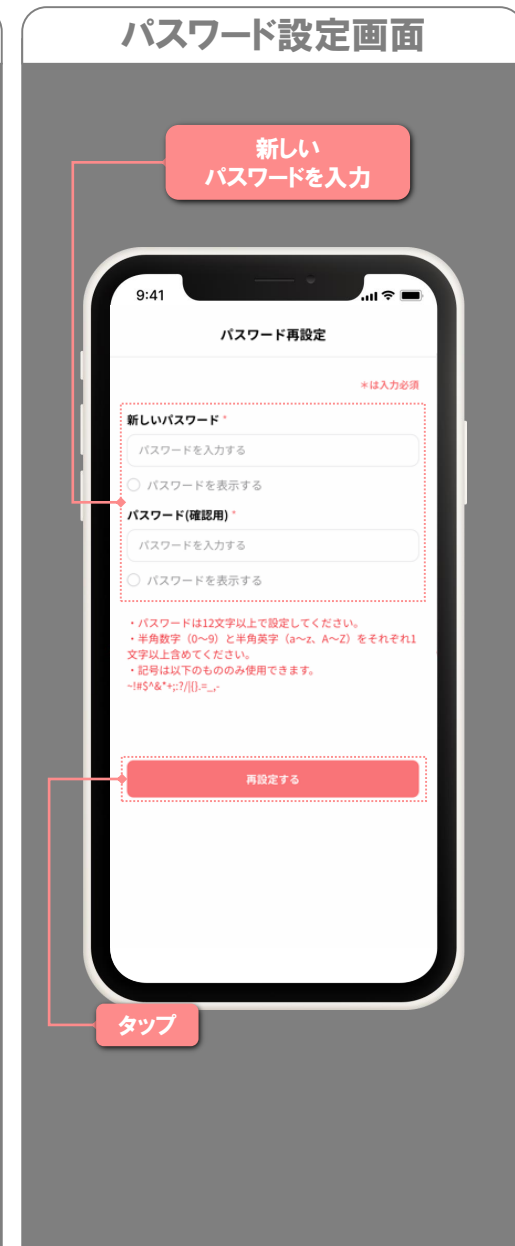 パスワード設定画面
新しい
パスワードを入力
9:41
パスワード再設定
＊は入力必須
新しいパスワード *
パスワードを入力する
パスワードを表示する
パスワード(確認用) *
パスワードを入力する
パスワードを表示する
・パスワードは12文字以上で設定してください。
・半角数字（0〜9）と半角英字（a〜z、A〜Z）をそれぞれ1
文字以上含めてください。
・記号は以下のもののみ使用できます。
~!#$^&*+;:?/|{}.=_,-
再設定する
タップ